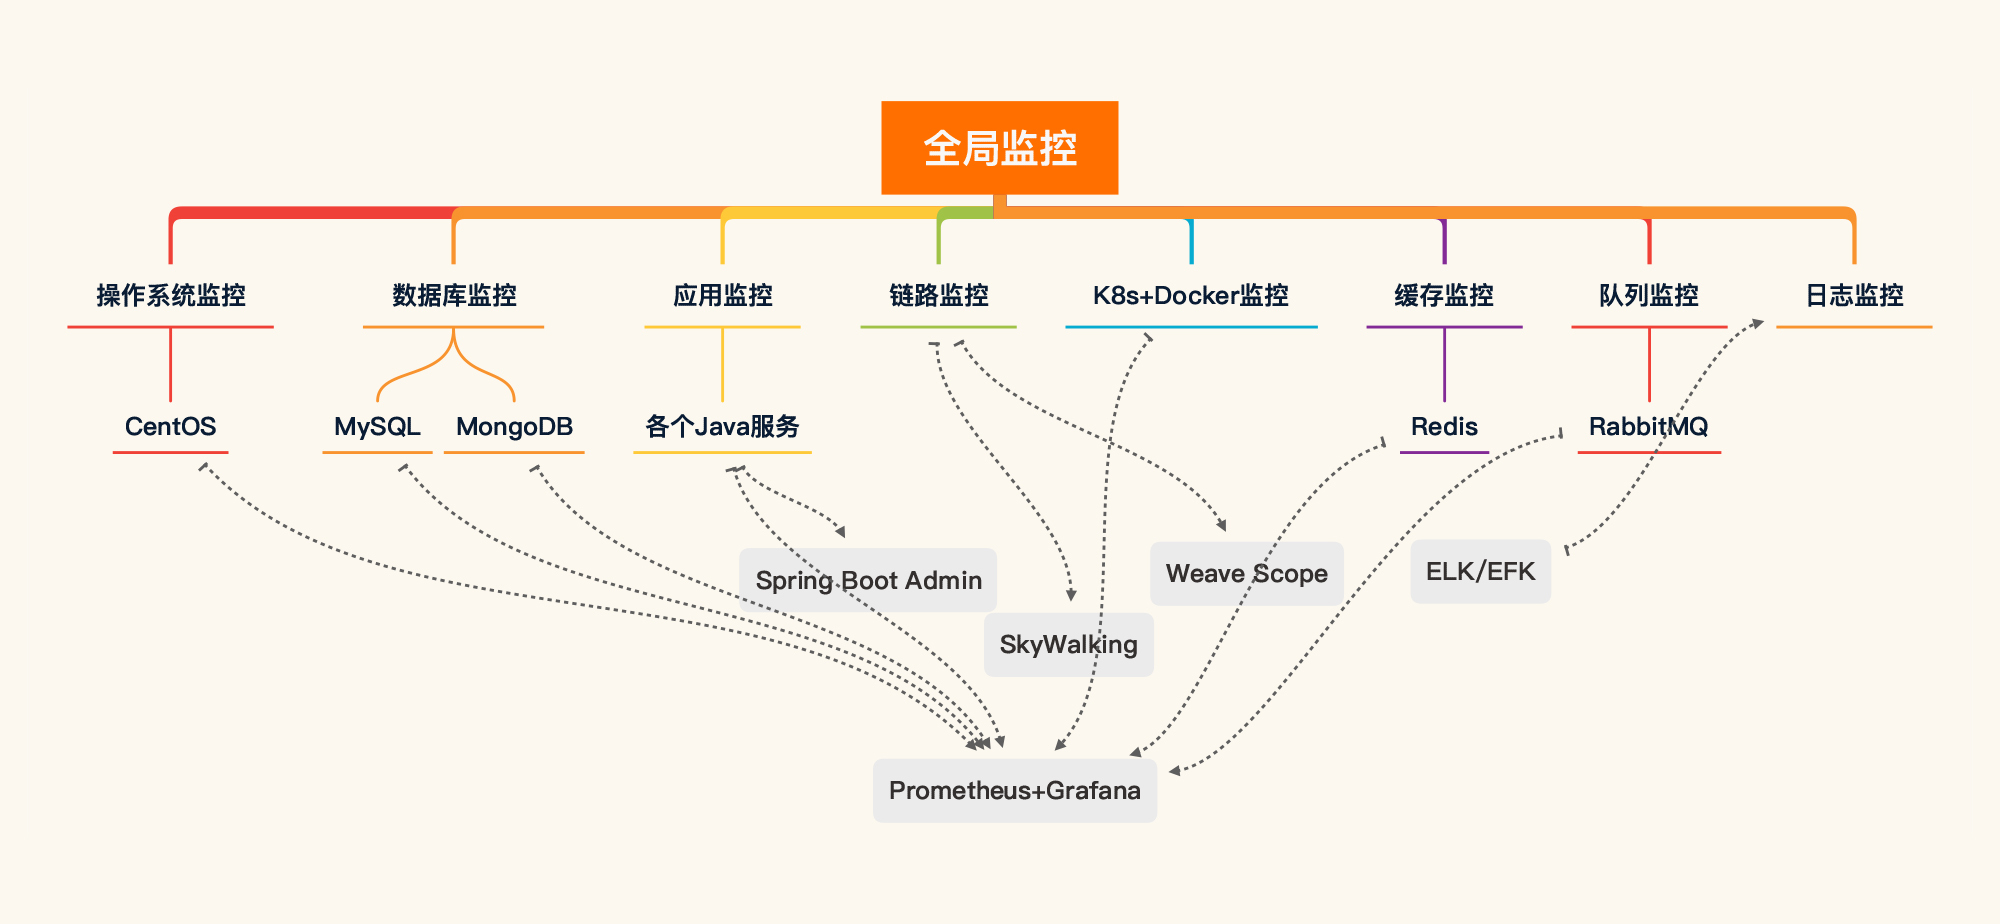 全局监控
操作系统监控
数据库监控
应用监控
链路监控
K8s+Docker监控
缓存监控
队列监控
日志监控
CentOS
MySQL
MongoDB
各个Java服务
Redis
RabbitMQ
Spring Boot Admin
Weave Scope
ELK/EFK
SkyWalking
Prometheus+Grafana